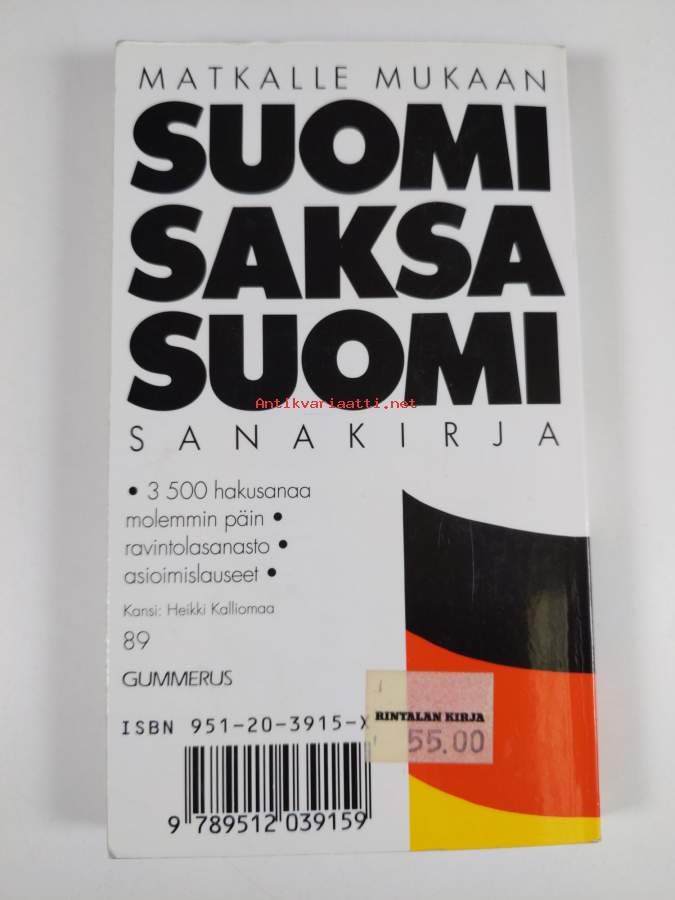 MATKALLE MUKAAN
SUOMI
SAKSA
SUOMI
Antikvariaatti.net
SANAKIRJA
• 3 500 hakusanaa
molemmin päin •
ravintolasanasto •
asioimislauseet •
Kansi: Heikki Kalliomaa
89
GUMMERUS
ISBN 951-20-3915-X
RINTALAN KIRJA
55.00
9 789512 039159